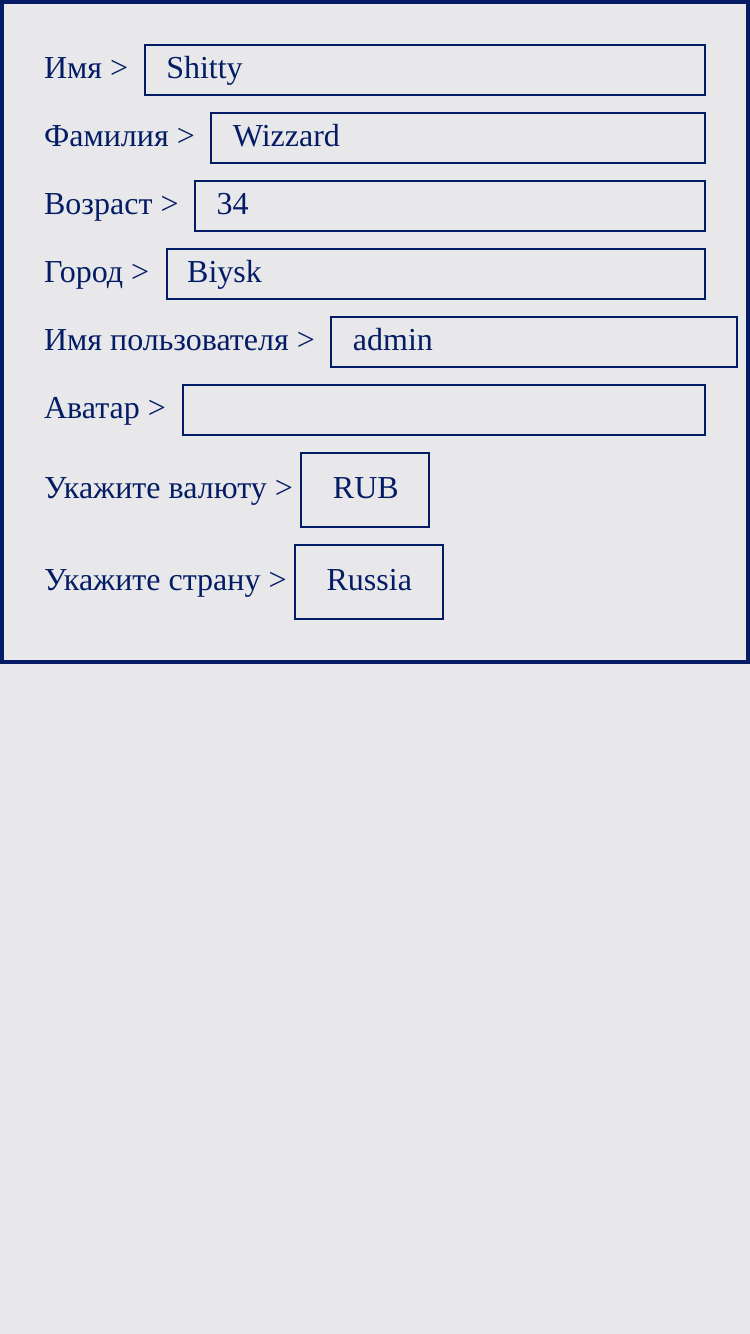 Имя > Shitty
Фамилия > Wizzard
Возраст > 34
Город > Biysk
Имя пользователя > admin
Аватар >
Укажите валюту > RUB
Укажите страну > Russia